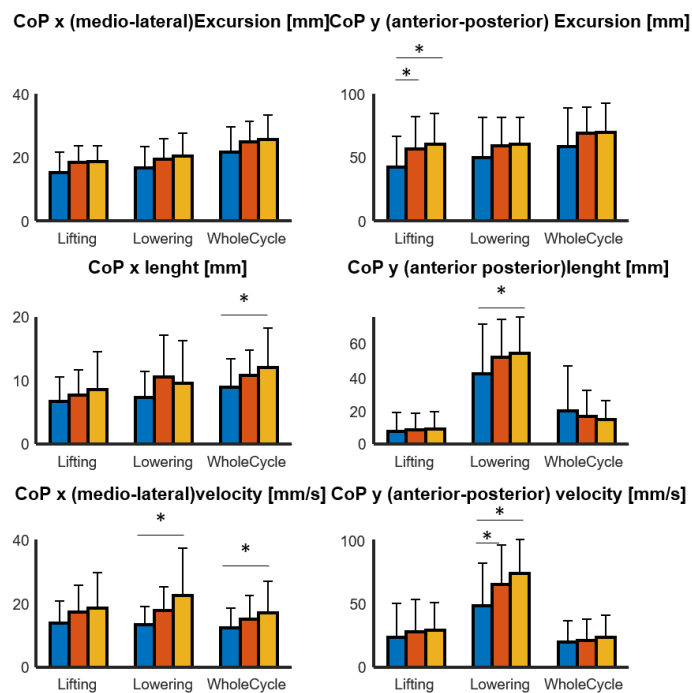 CoP x (medio-lateral)Excursion [mm]
40
20
0
Lifting Lowering WholeCycle
CoP y (anterior-posterior) Excursion [mm]
*
*
100
50
0
Lifting Lowering WholeCycle
CoP x lenght [mm]
*
20
10
0
Lifting Lowering WholeCycle
CoP y (anterior posterior)lenght [mm]
*
60
40
20
0
Lifting Lowering WholeCycle
CoP x (medio-lateral)velocity [mm/s]
*
*
40
20
0
Lifting Lowering WholeCycle
CoP y (anterior-posterior) velocity [mm/s]
*
*
100
50
0
Lifting Lowering WholeCycle